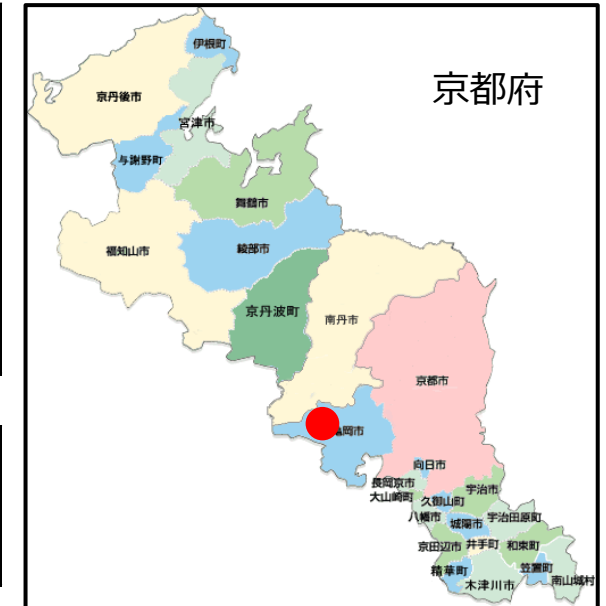 京都府
伊根町
京丹後市
宮津市
与謝野町
舞鶴市
福知山市
綾部市
京丹波町
南丹市
京都市
岡市
向日市
長岡京市
宇治市
大山崎町
久御山町
八幡市
宇治田原町
城陽市
京田辺市
井手町
和束町
精華町
笠置町
南山城村
木津川市